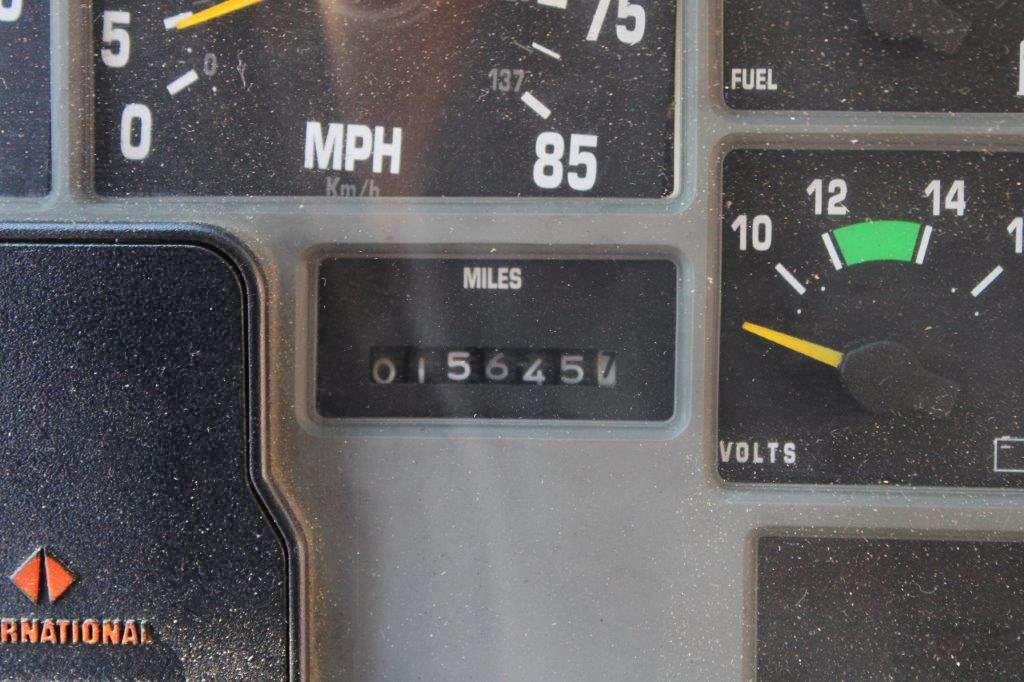 5
75
0
137
0
MPH
85
Km/h
FUEL
12
14
10
MILES
0156457
VOLTS
RNATIONAL